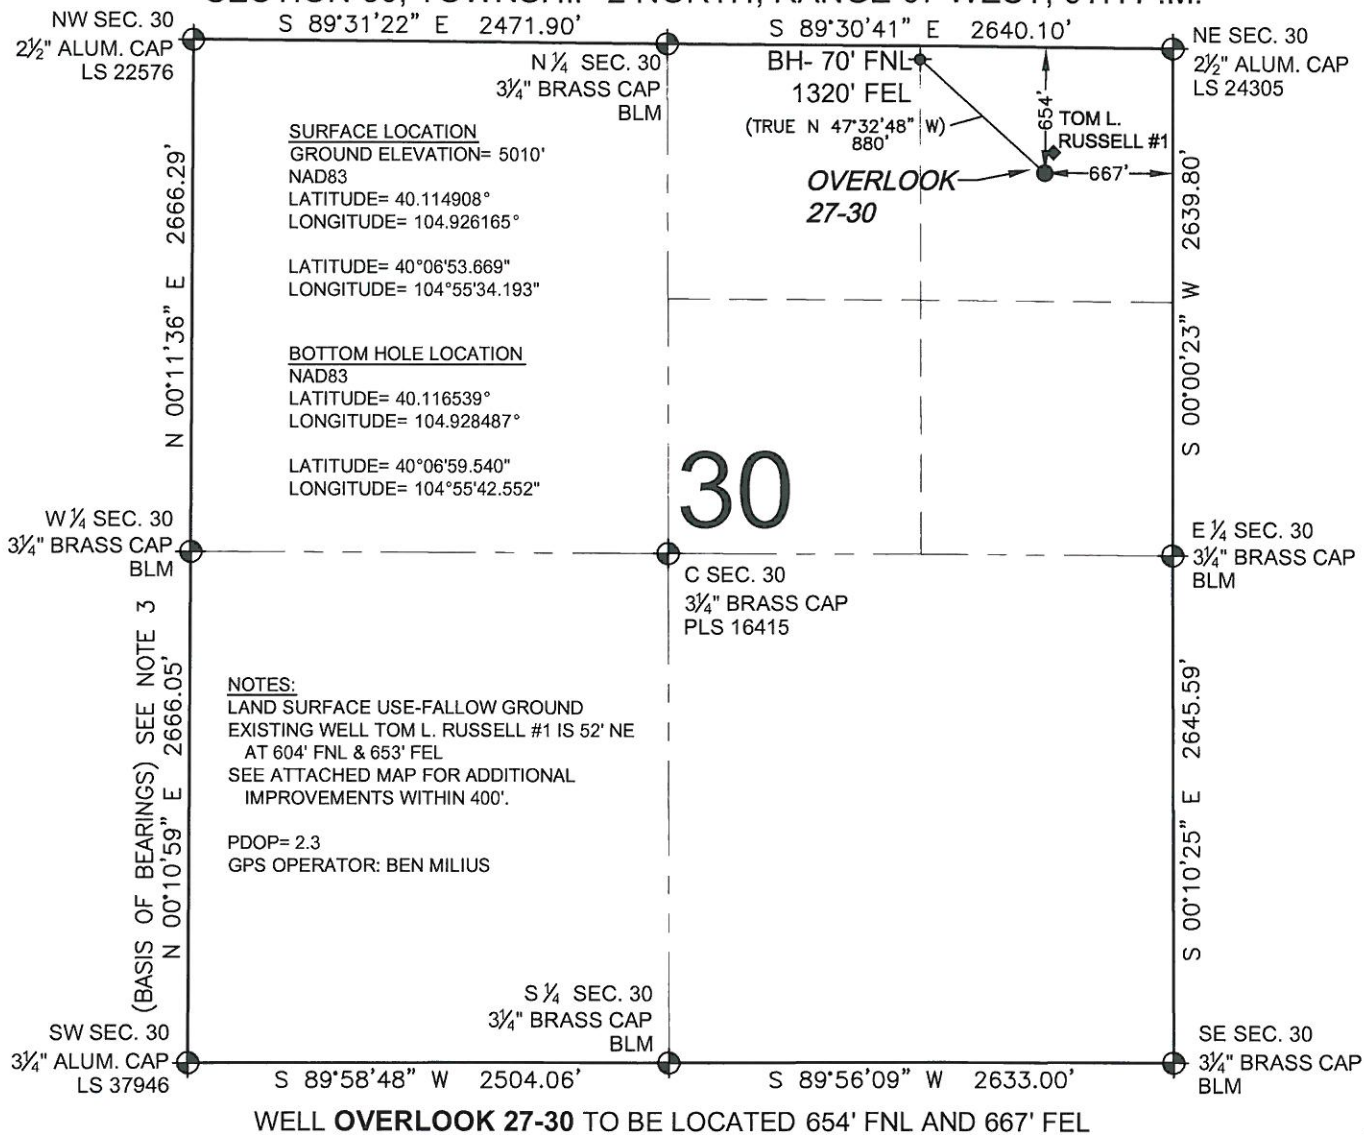 S 89°31'22" E 2471.90'
S 89°30'41" E 2640.10'
NW SEC. 30
2½" ALUM. CAP
LS 22576
N ¼ SEC. 30
3¼" BRASS CAP
BLM
BH- 70' FNL
1320' FEL
(TRUE N 47°32'48" W)
880'
NE SEC. 30
2½" ALUM. CAP
LS 24305
654'
TOM L.
RUSSELL #1
667'
OVERLOOK
27-30
SURFACE LOCATION
GROUND ELEVATION= 5010'
NAD83
LATITUDE= 40.114908°
LONGITUDE= 104.926165°
LATITUDE= 40°06'53.669"
LONGITUDE= 104°55'34.193"
BOTTOM HOLE LOCATION
NAD83
LATITUDE= 40.116539°
LONGITUDE= 104.928487°
LATITUDE= 40°06'59.540"
LONGITUDE= 104°55'42.552"
N 00°11'36" E 2666.29'
S 00°00'23" W 2639.80'
30
W ¼ SEC. 30
3¼" BRASS CAP
BLM
C SEC. 30
3¼" BRASS CAP
PLS 16415
E ¼ SEC. 30
3¼" BRASS CAP
BLM
(BASIS OF BEARINGS) SEE NOTE 3
N 00°10'59" E 2666.05'
NOTES:
LAND SURFACE USE-FALLOW GROUND
EXISTING WELL TOM L. RUSSELL #1 IS 52' NE
AT 604' FNL & 653' FEL
SEE ATTACHED MAP FOR ADDITIONAL
IMPROVEMENTS WITHIN 400'.
PDOP= 2.3
GPS OPERATOR: BEN MILIUS
S 00°10'25" E 2645.59'
SW SEC. 30
3¼" ALUM. CAP
LS 37946
S ¼ SEC. 30
3¼" BRASS CAP
BLM
SE SEC. 30
3¼" BRASS CAP
BLM
S 89°58'48" W 2504.06'
S 89°56'09" W 2633.00'
WELL OVERLOOK 27-30 TO BE LOCATED 654' FNL AND 667' FEL